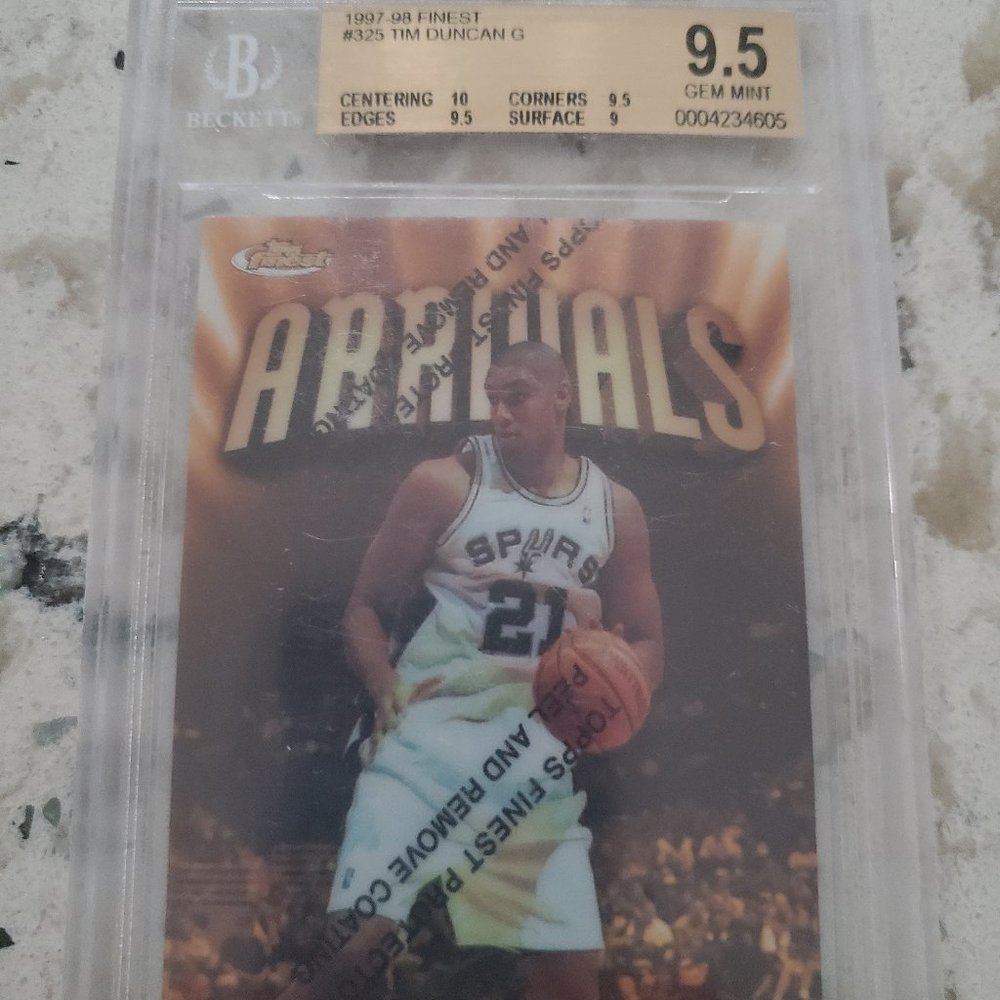 1997-98 FINEST
#325 TIM DUNCAN G
9.5
GEM MINT
CENTERING 10 CORNERS 9.5
EDGES 9.5 SURFACE 9
0004234605
B
BECKETT
Topps
Finest
ARRIVALS
TOPPS FINEST PROTECTOR
PEEL AND REMOVE COATING
SPURS
21
TOPPS FINEST PROTECTOR
PEEL AND REMOVE COATING